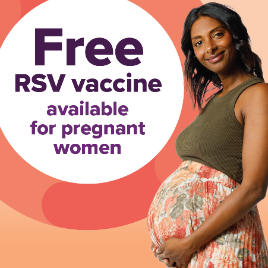 Free
RSV vaccine
available
for pregnant
women